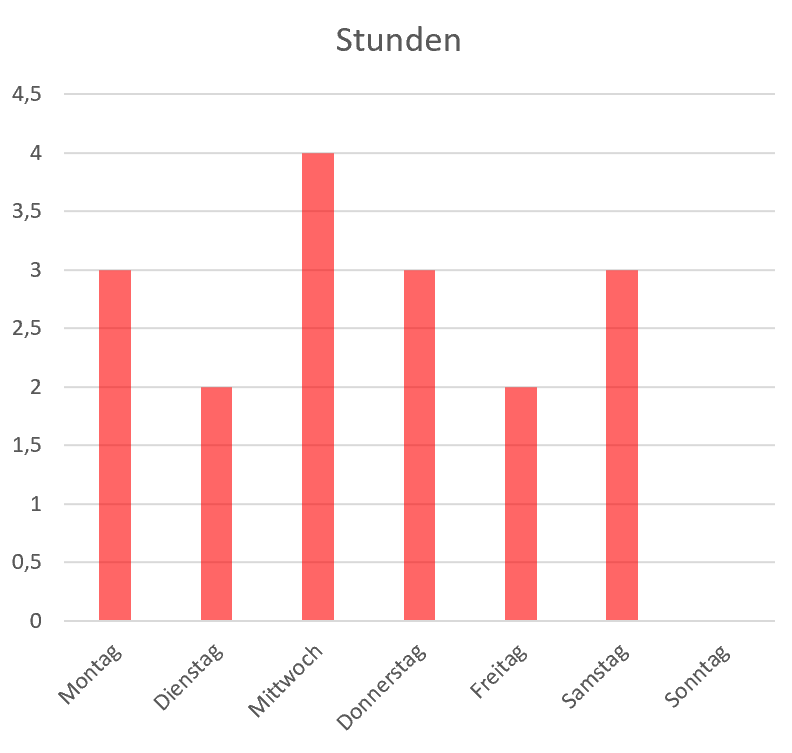 Stunden
4,5
4
3,5
3
2,5
2
1,5
1
0,5
0
Montag
Dienstag
Mittwoch
Donnerstag
Freitag
Samstag
Sonntag